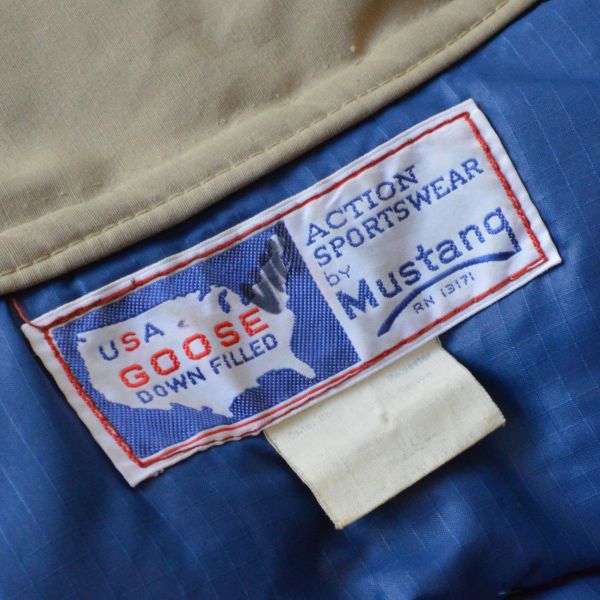 USA
GOOSE
DOWN FILLED
ACTION
SPORTSWEAR
by
Mustang
RN 13171